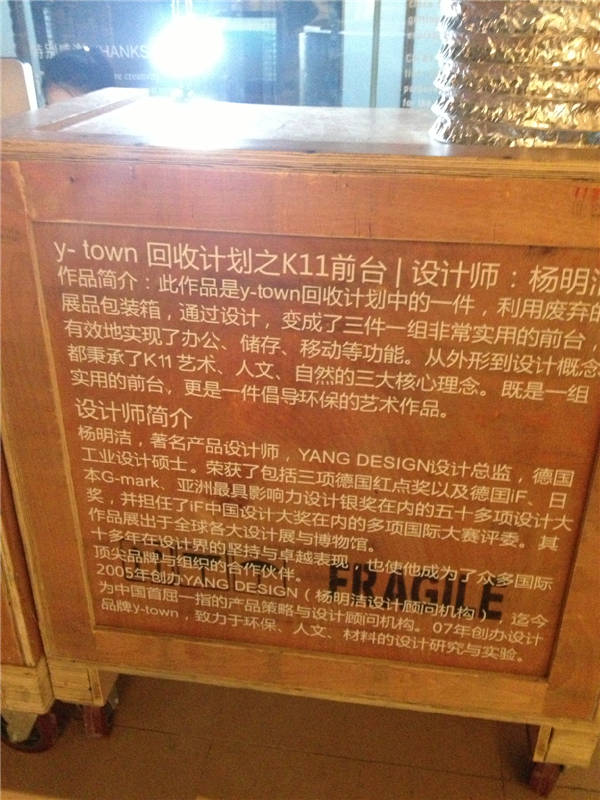 特别鸣谢 THANKS
y- town 回收计划之K11前台 | 设计师：杨明洁
作品简介：此作品是y-town回收计划中的一件，利用废弃的
展品包装箱，通过设计，变成了三件一组非常实用的前台，
有效地实现了办公、储存、移动等功能。从外形到设计概念
都秉承了K11 艺术、人文、自然的三大核心理念。既是一组
实用的前台，更是一件倡导环保的艺术作品。
设计师简介
杨明洁，著名产品设计师，YANG DESIGN设计总监，德国
工业设计硕士。荣获了包括三项德国红点奖以及德国iF、日
本G-mark、亚洲最具影响力设计银奖在内的五十多项设计大
奖，并担任了iF中国设计大奖在内的多项国际大赛评委。其
作品展出于全球各大设计展与博物馆。
十多年在设计界的坚持与卓越表现，也使他成为了众多国际
顶尖品牌与组织的合作伙伴。
FRAGILE
2005年创办YANG DESIGN（杨明洁设计顾问机构），迄今
为中国首屈一指的产品策略与设计顾问机构。07年创办设计
品牌y-town，致力于环保、人文、材料的设计研究与实验。